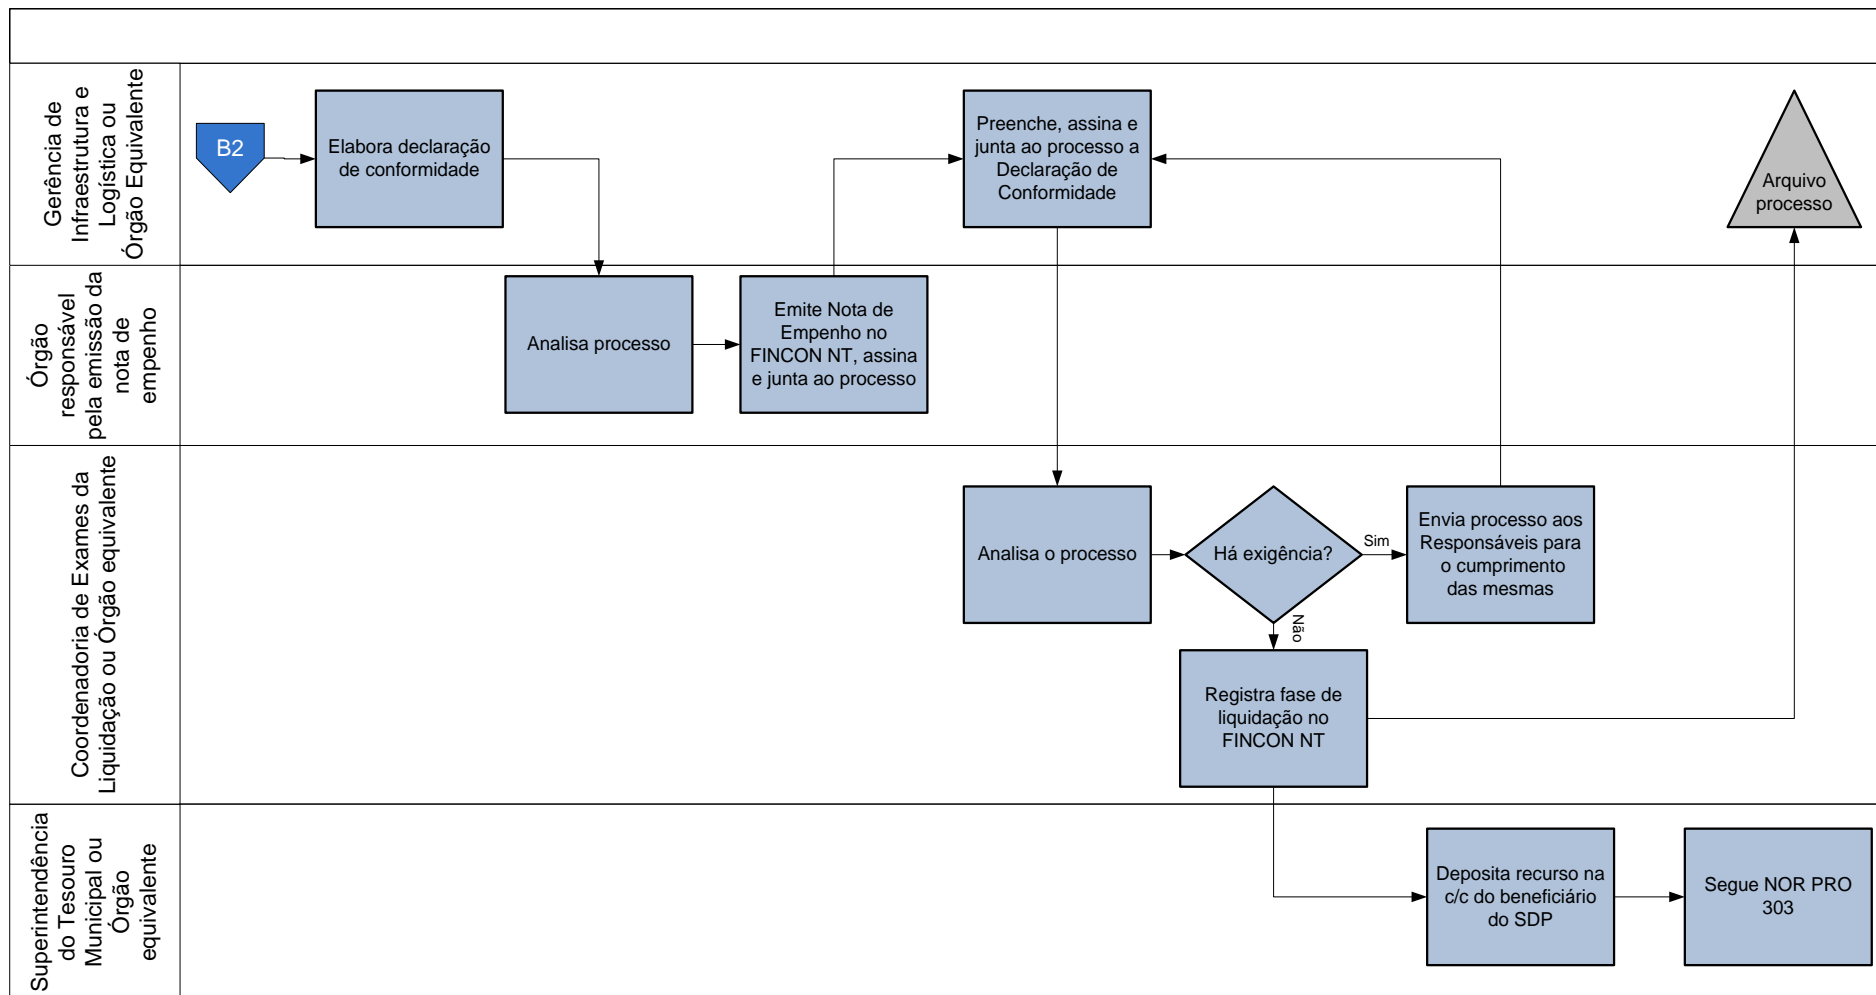 Gerência de
Infraestrutura e
Logística ou
Órgão Equivalente
B2
Elabora declaração
de conformidade
Preenche, assina e
junta ao processo a
Declaração de
Conformidade
Arquivo
processo
Órgão
responsável
pela emissão da
nota de
empenho
Analisa processo
Emite Nota de
Empenho no
FINCON NT, assina
e junta ao processo
Coordenadoria de Exames da
Liquidação ou Órgão equivalente
Analisa o processo
Há exigência?
Sim
Envia processo aos
Responsáveis para
o cumprimento
das mesmas
Não
Registra fase de
liquidação no
FINCON NT
Superintendência
do Tesouro
Municipal ou
Órgão
equivalente
Deposita recurso na
c/c do beneficiário
do SDP
Segue NOR PRO
303